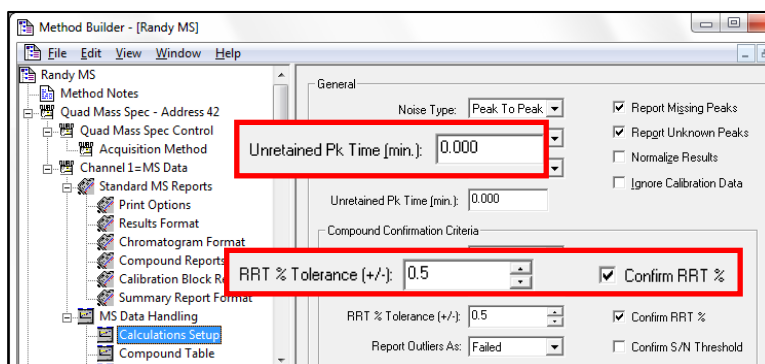 Method Builder - [Randy MS]
File Edit View Window Help
Randy MS
Method Notes
Quad Mass Spec - Address 42
Quad Mass Spec Control
Acquisition Method
Channel 1=MS Data
Standard MS Reports
Print Options
Results Format
Chromatogram Format
Compound Reports
Calibration Block Re
Summary Report Format
MS Data Handling
Calculations Setup
Compound Table
General
Noise Type: Peak To Peak
Report Missing Peaks
Unretained Pk Time (min.): 0.000
Report Unknown Peaks
Normalize Results
Ignore Calibration Data
Unretained Pk Time (min.): 0.000
Compound Confirmation Criteria
RRT % Tolerance (+/-): 0.5 Confirm RRT %
RRT % Tolerance (+/-): 0.5 Confirm RRT %
Report Outliers As: Failed Confirm S/N Threshold